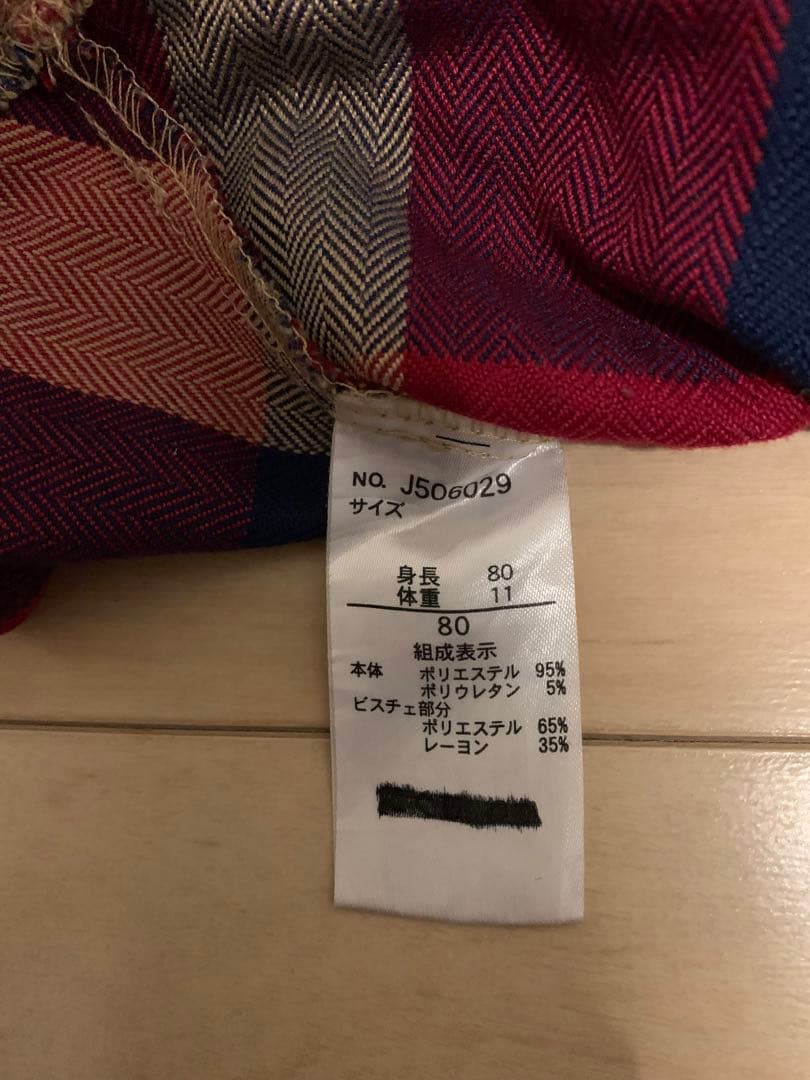 NO. J506029
サイズ
身長 80
体重 11
80
組成表示
本体 ポリエステル 95%
ポリウレタン 5%
ビスチェ部分
ポリエステル 65%
レーヨン 35%